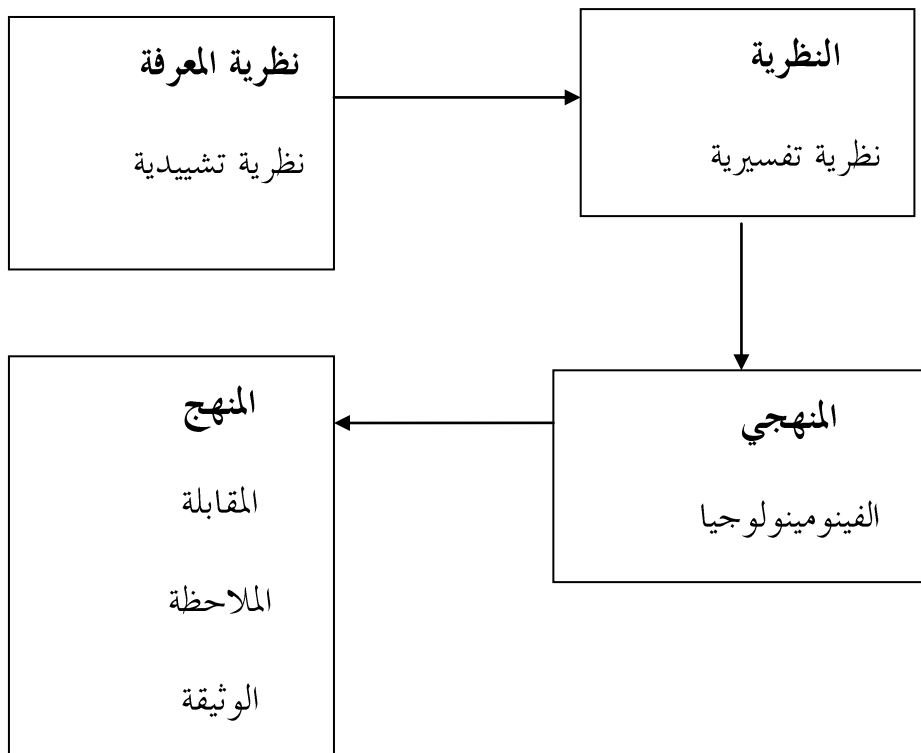 نظرية المعرفة
نظرية تشييدية
النظرية
نظرية تفسيرية
المنهجي
الفينومينولوجيا
المنهج
المقابلة
الملاحظة
الوثيقة